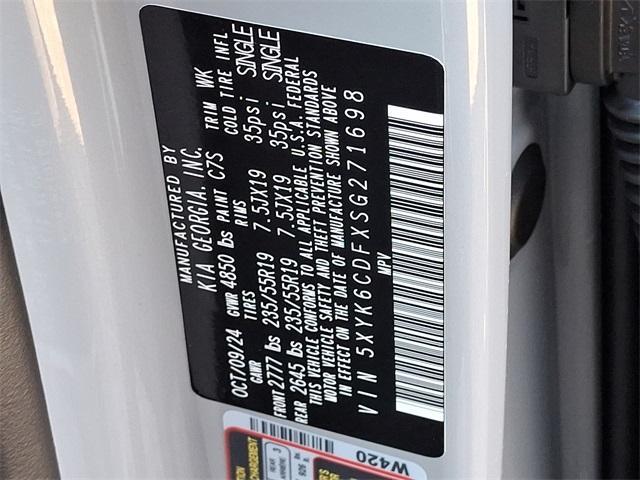 MANUFACTURED BY
KIA GEORGIA, INC.
OCT/09/24 GVWR 4850 lbs PAINT C7S TRIM WK
GAWR TIRES RIMS COLD TIRE INFL
FRONT 2777 lbs 235/55R19 7.5JX19 35psi SINGLE
REAR 2645 lbs 235/55R19 7.5JX19 35psi SINGLE
THIS VEHICLE CONFORMS TO ALL APPLICABLE U.S.A. FEDERAL
MOTOR VEHICLE SAFETY AND THEFT PREVENTION STANDARDS
IN EFFECT ON THE DATE OF MANUFACTURE SHOWN ABOVE
VIN 5XYK6CDFXSG271698
MPV
W420
REAR 3